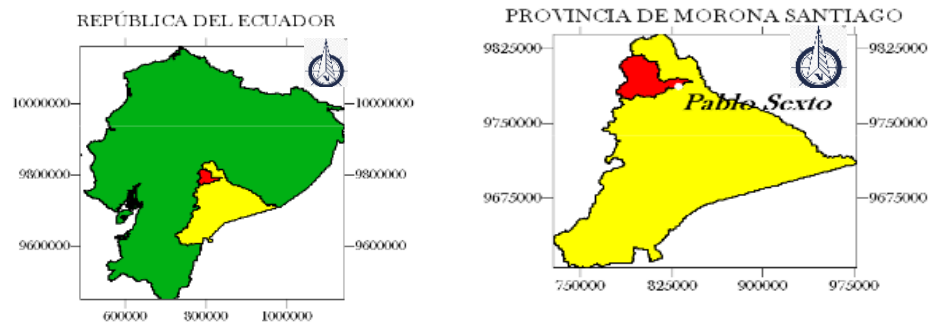 REPÚBLICA DEL ECUADOR
10000000 10000000
9800000 9800000
9600000 9600000
600000 800000 1000000
PROVINCIA DE MORONA SANTIAGO
9825000 9825000
Pablo Sexto
9750000 9750000
9675000 9675000
750000 825000 900000 975000